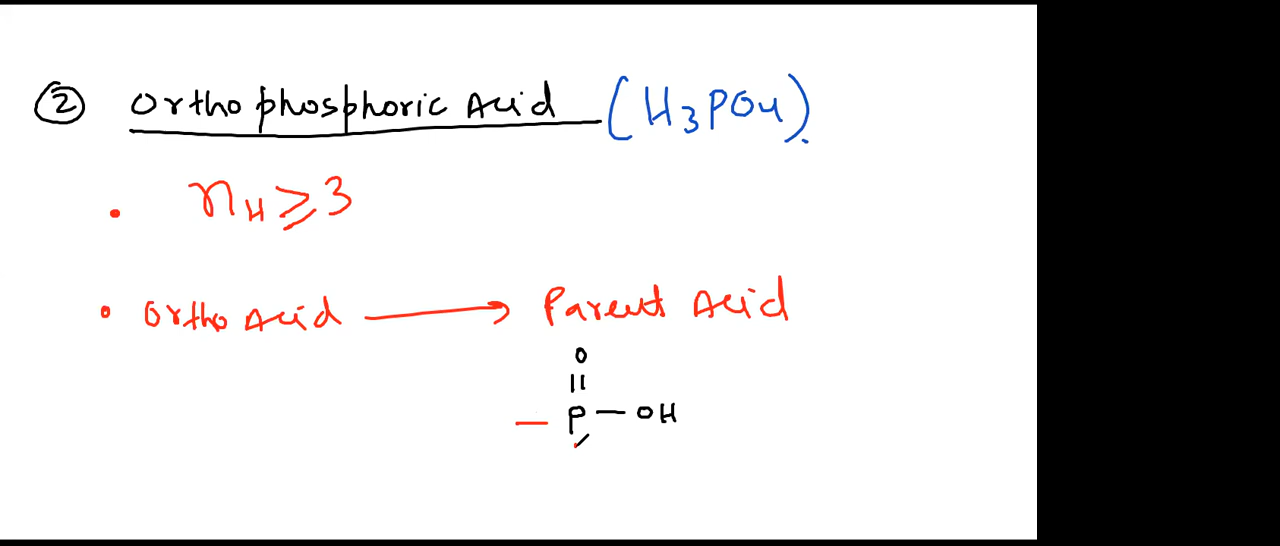 ② Orthophosphoric Acid (H3PO4)
• nH ≥ 3
• Ortho Acid ⟶ Parent Acid
O
||
— P — OH